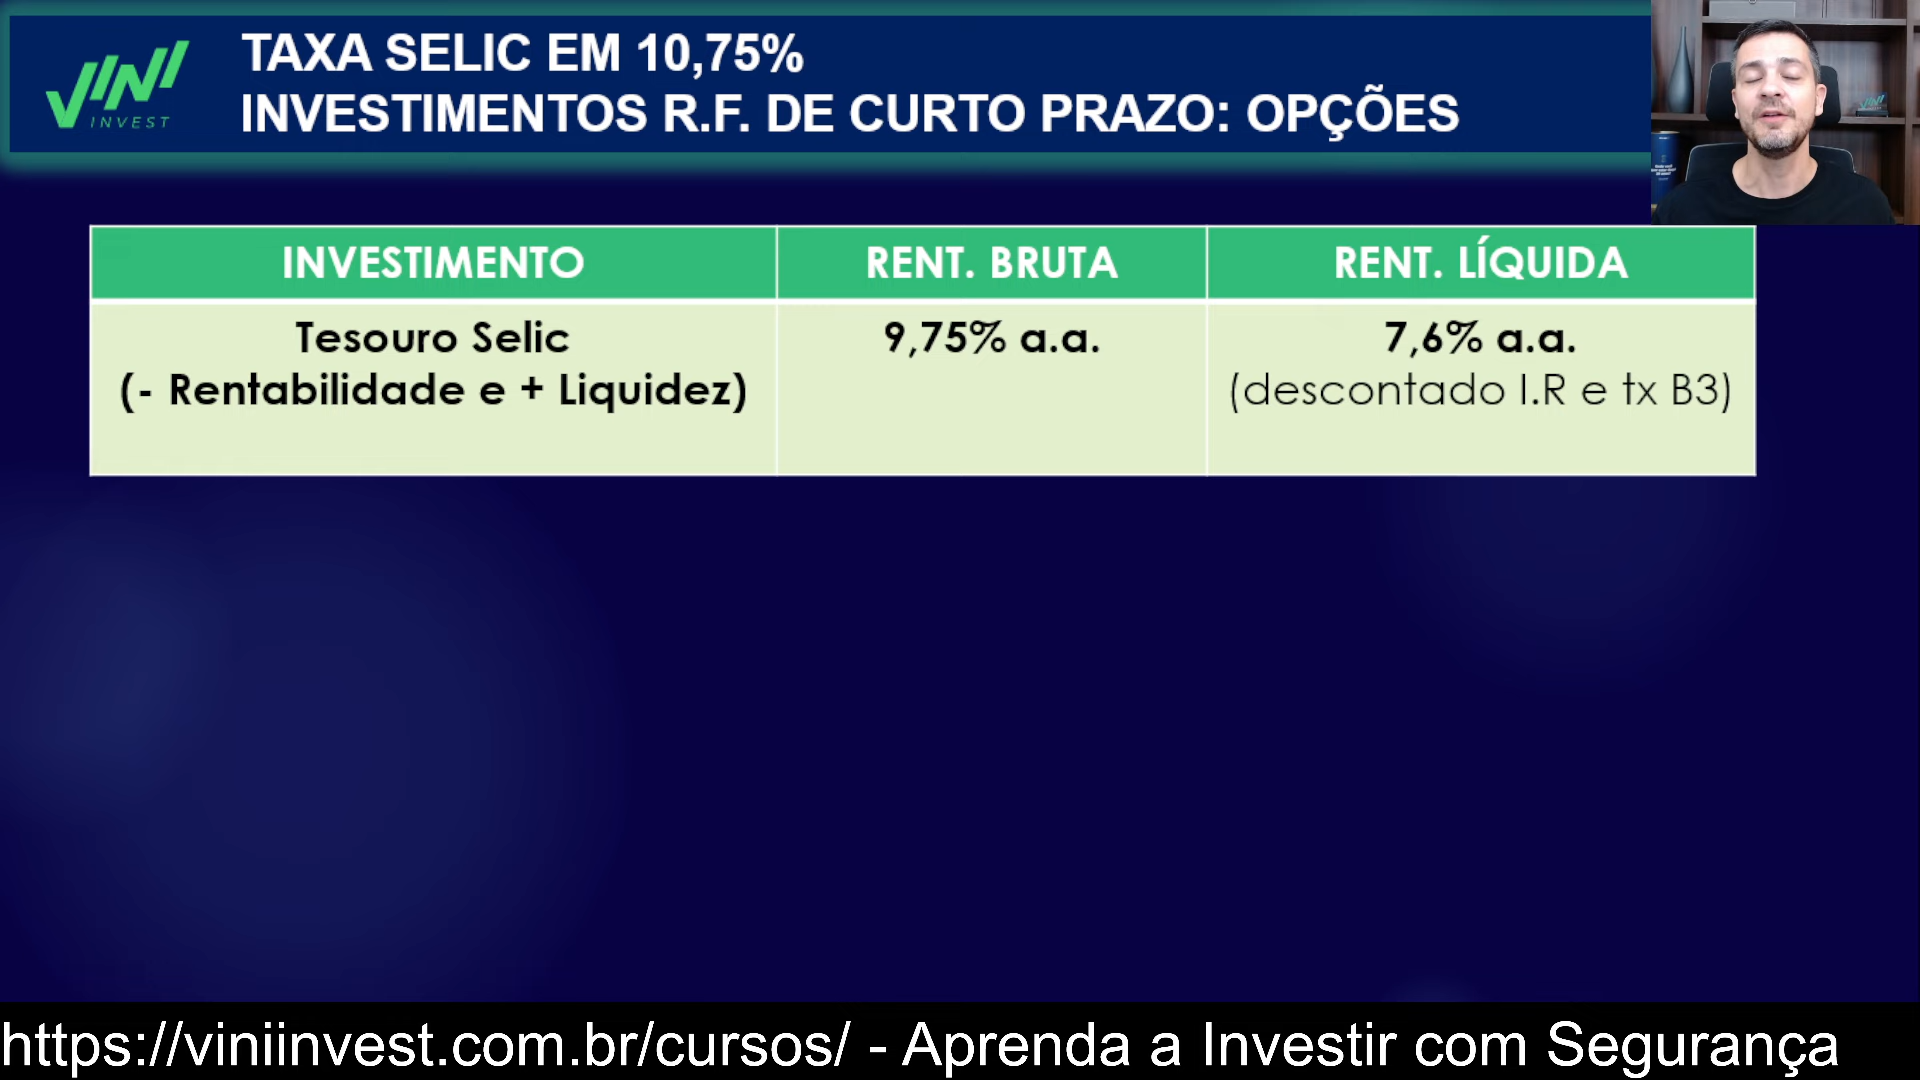 VINI
INVEST
TAXA SELIC EM 10,75%
INVESTIMENTOS R.F. DE CURTO PRAZO: OPÇÕES
INVESTIMENTO
RENT. BRUTA
RENT. LÍQUIDA
Tesouro Selic
(- Rentabilidade e + Liquidez)
9,75% a.a.
7,6% a.a.
(descontado I.R e tx B3)
https://viniinvest.com.br/cursos/ - Aprenda a Investir com Segurança